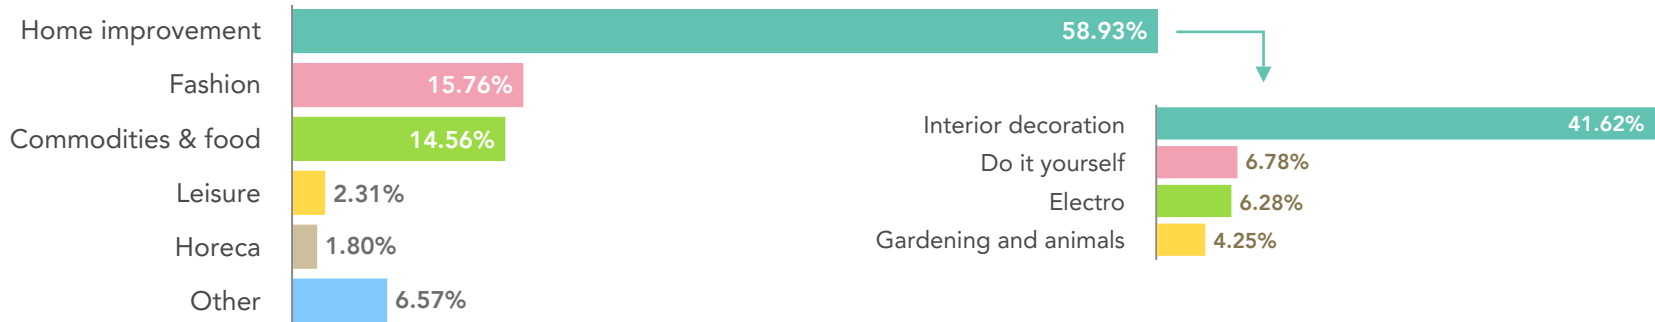 Home improvement 58.93%
Fashion 15.76%
Commodities & food 14.56%
Leisure 2.31%
Horeca 1.80%
Other 6.57%
Interior decoration 41.62%
Do it yourself 6.78%
Electro 6.28%
Gardening and animals 4.25%